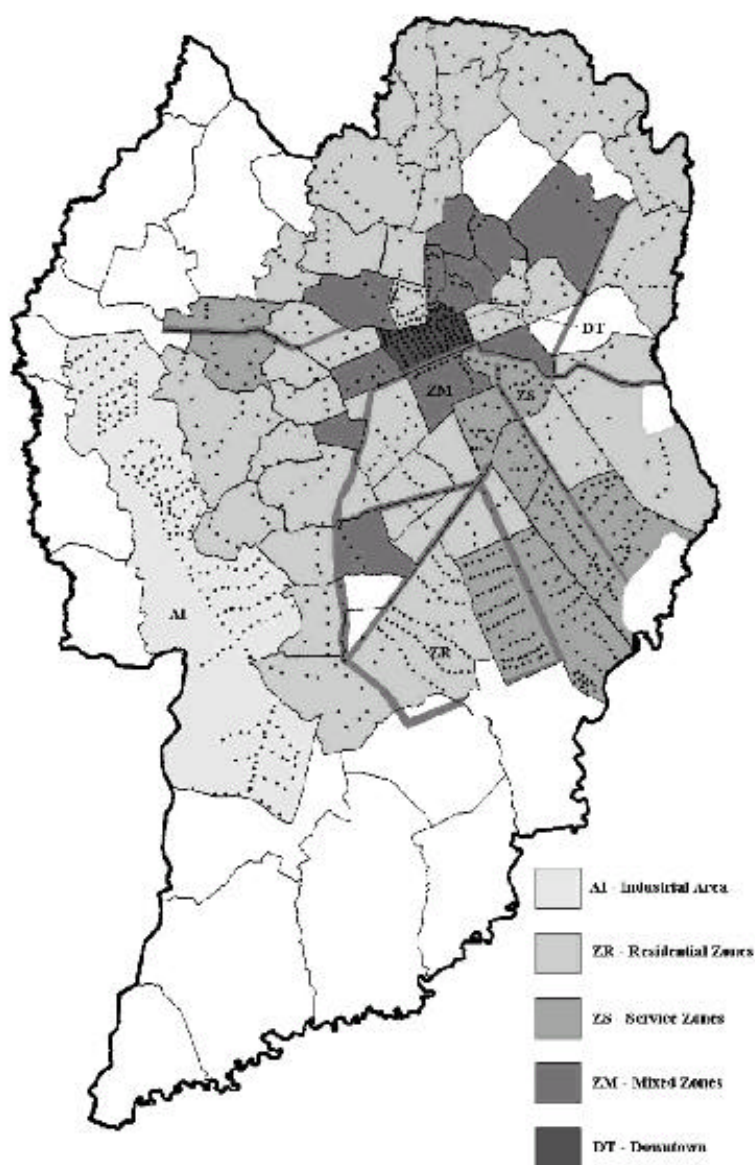 DT
ZM
ZS
AI
ZR
AI - Industrial Area
ZR - Residential Zones
ZS - Service Zones
ZM - Mixed Zones
DT - Downtown